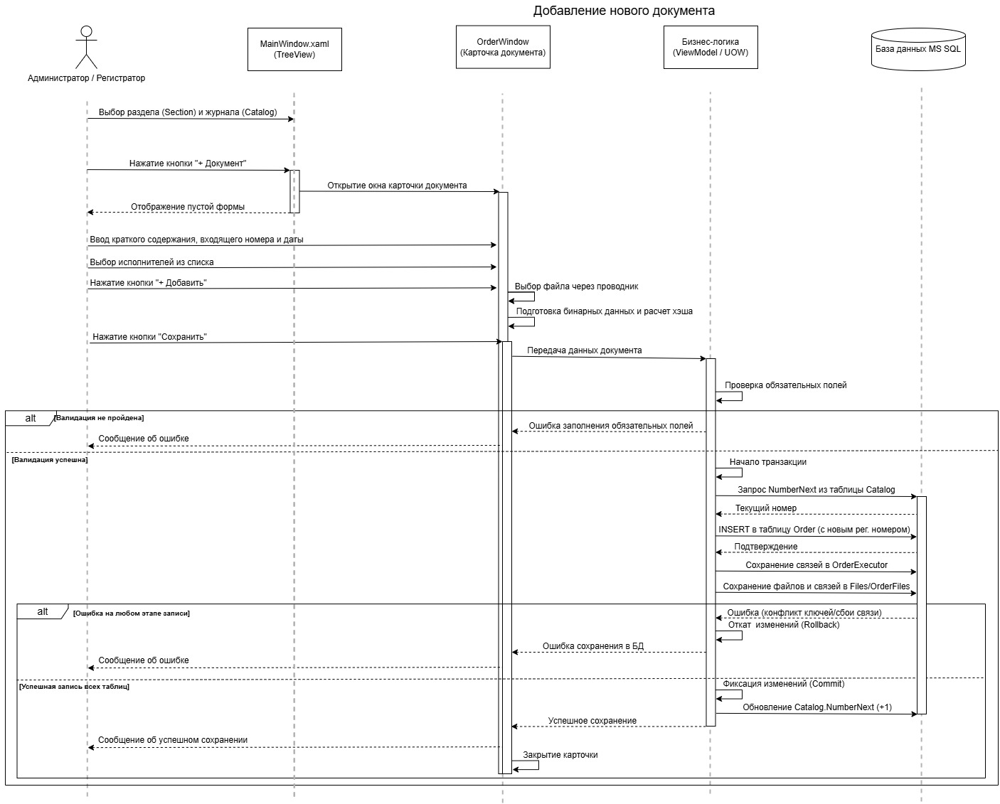 Добавление нового документа
Администратор / Регистратор
MainWindow.xaml
(TreeView)
OrderWindow
(Карточка документа)
Бизнес-логика
(ViewModel / UOW)
База данных MS SQL
Выбор раздела (Section) и журнала (Catalog)
Нажатие кнопки "+ Документ"
Открытие окна карточки документа
Отображение пустой формы
Ввод краткого содержания, входящего номера и даты
Выбор исполнителей из списка
Нажатие кнопки "+ Добавить"
Выбор файла через проводник
Подготовка бинарных данных и расчет хэша
Нажатие кнопки "Сохранить"
Передача данных документа
Проверка обязательных полей
alt
[Валидация не пройдена]
Ошибка заполнения обязательных полей
Сообщение об ошибке
[Валидация успешна]
Начало транзакции
Запрос NumberNext из таблицы Catalog
Текущий номер
INSERT в таблицу Order (с новым рег. номером)
Подтверждение
Сохранение связей в OrderExecutor
Сохранение файлов и связей в Files/OrderFiles
alt
[Ошибка на любом этапе записи]
Ошибка (конфликт ключей/сбои связи)
Откат  изменений (Rollback)
Ошибка сохранения в БД
Сообщение об ошибке
[Успешная запись всех таблиц]
Фиксация изменений (Commit)
Обновление Catalog.NumberNext (+1)
Успешное сохранение
Сообщение об успешном сохранении
Закрытие карточки